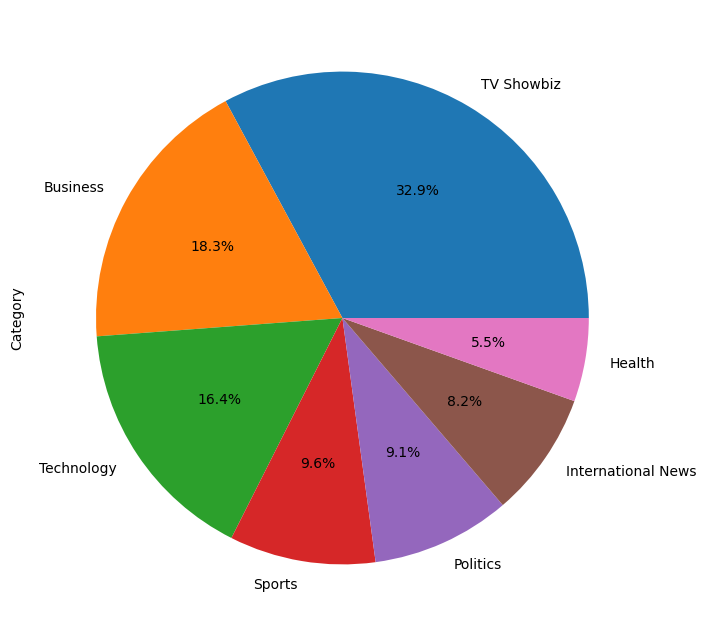 TV Showbiz
32.9%
Business
18.3%
Category
5.5%
Health
16.4%
8.2%
9.6%
9.1%
Technology
International News
Politics
Sports